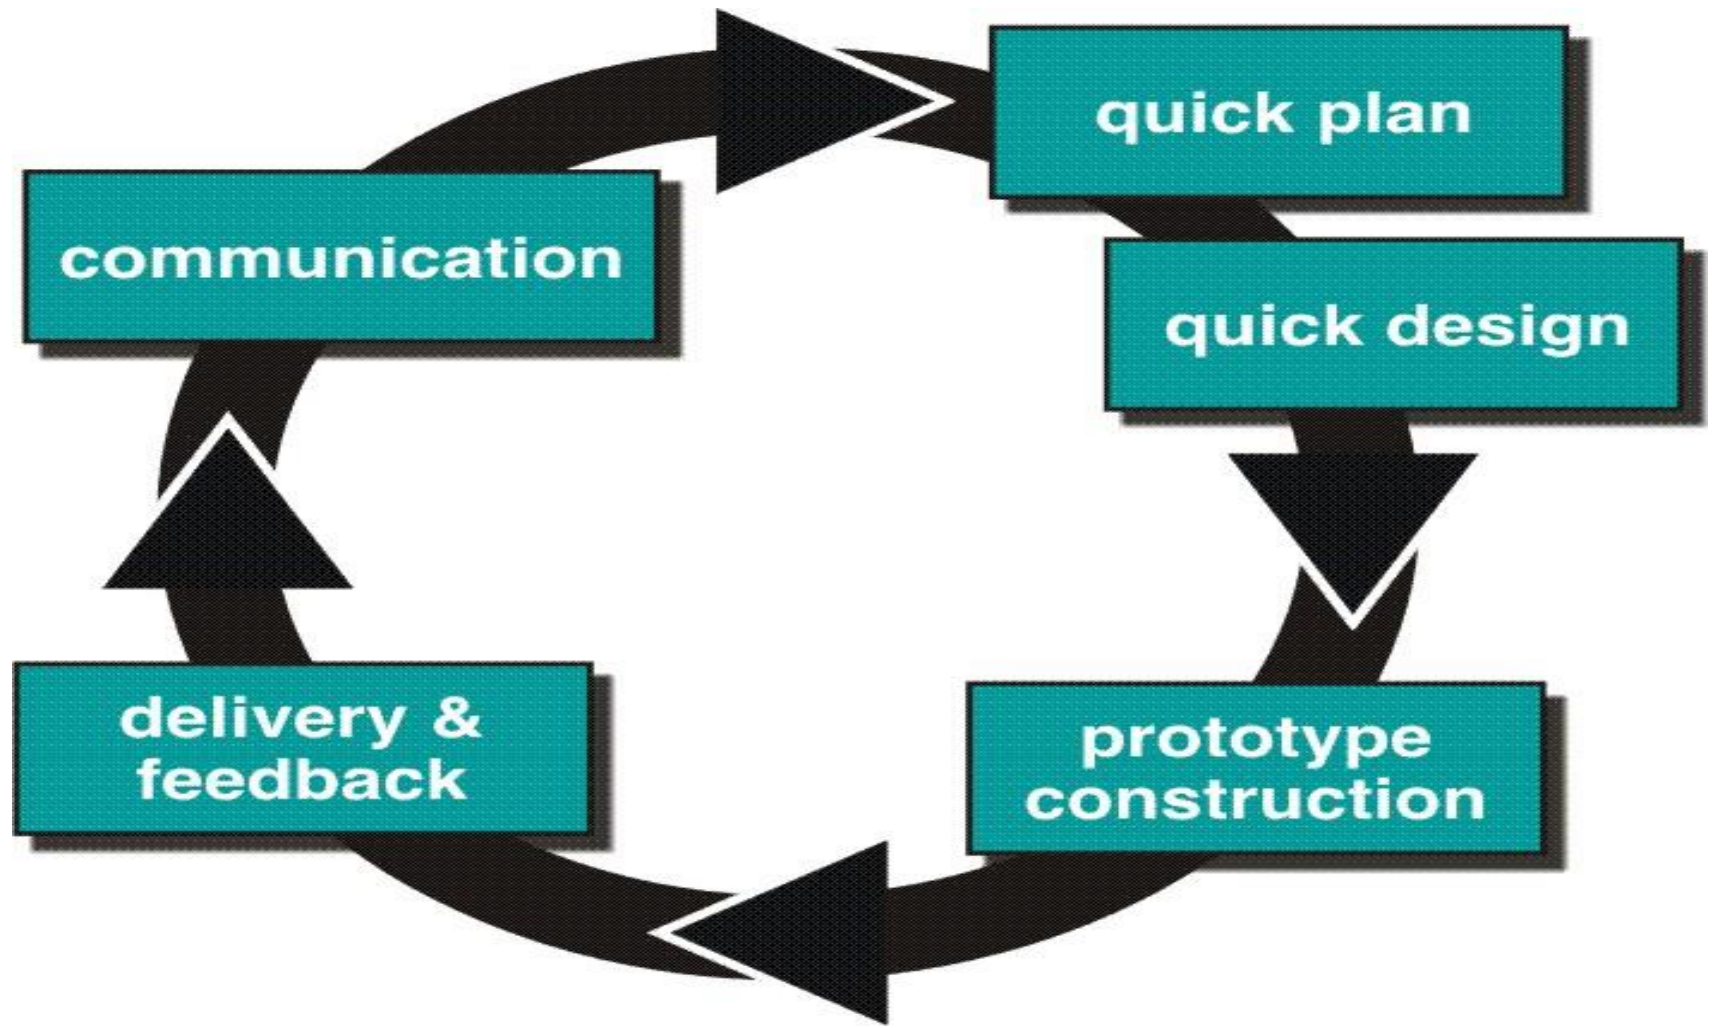 communication
quick plan
quick design
prototype
construction
delivery &
feedback